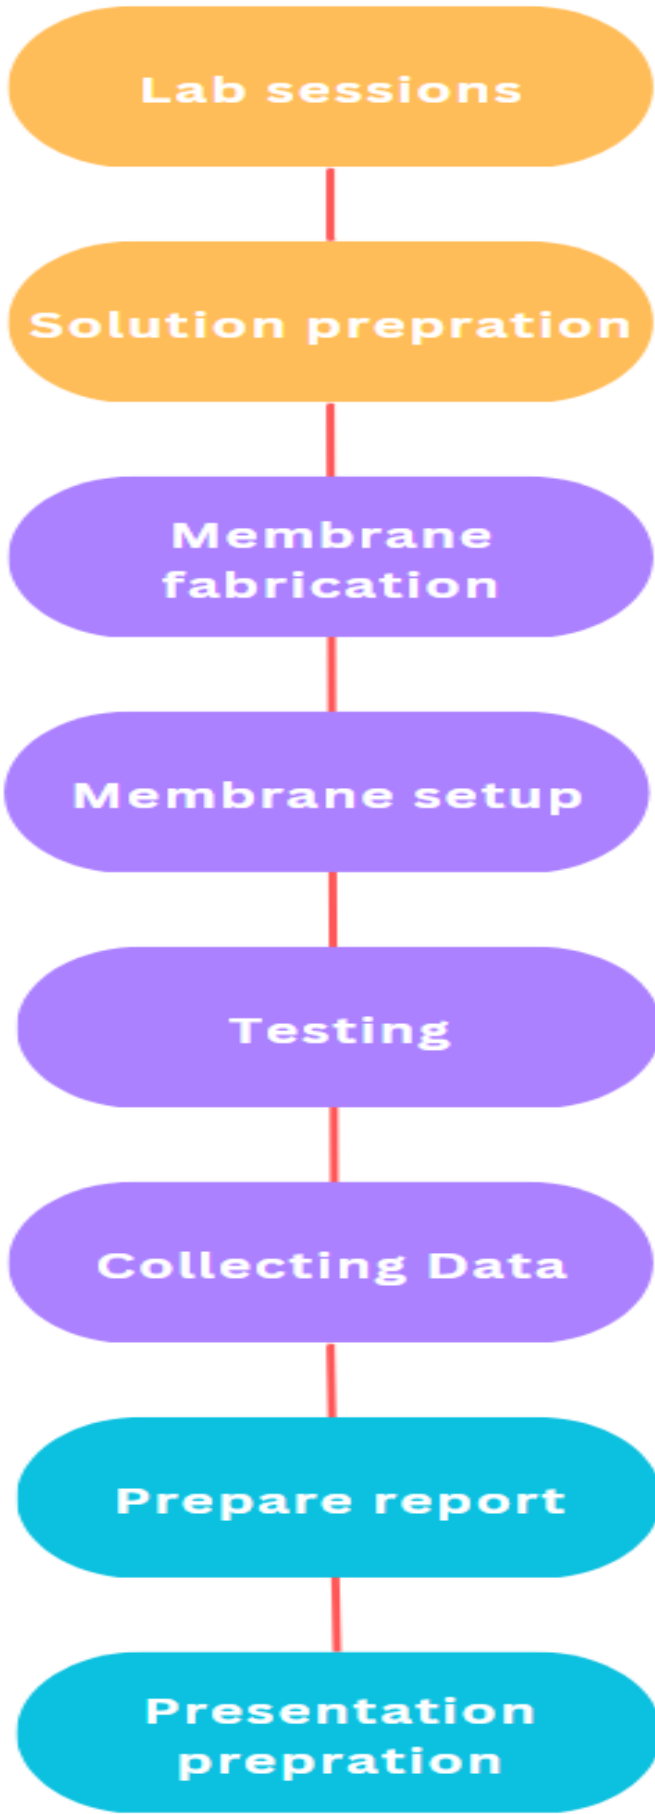 Lab sessions
Solution prepration
Membrane
fabrication
Membrane setup
Testing
Collecting Data
Prepare report
Presentation
prepration